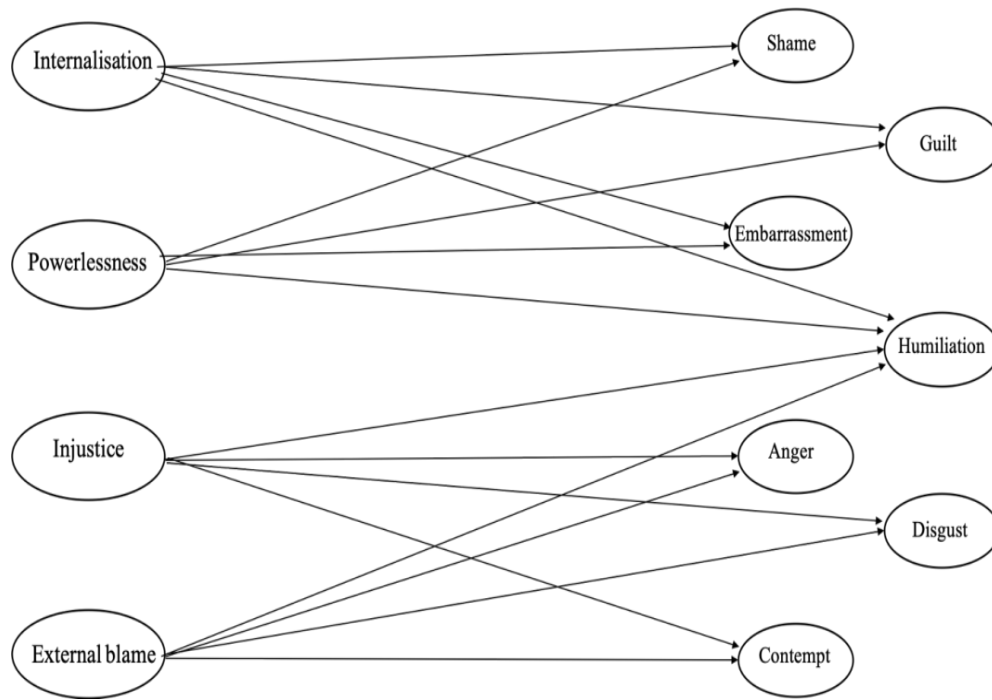 Internalisation
Shame
Guilt
Powerlessness
Embarrassment
Humiliation
Injustice
Anger
Disgust
External blame
Contempt